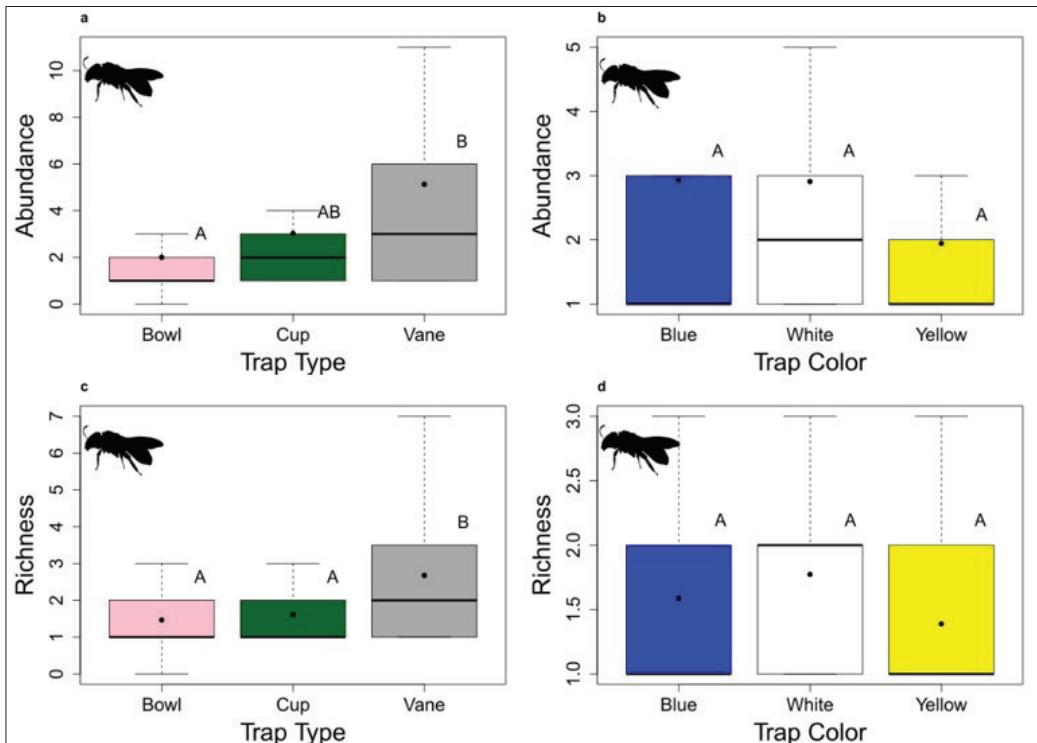 a
Abundance
10
8
6
4
2
0
A
AB
B
Bowl
Cup
Vane
Trap Type
b
Abundance
5
4
3
2
1
A
A
A
Blue
White
Yellow
Trap Color
c
Richness
7
6
5
4
3
2
1
0
A
A
B
Bowl
Cup
Vane
Trap Type
d
Richness
3.0
2.5
2.0
1.5
1.0
A
A
A
Blue
White
Yellow
Trap Color